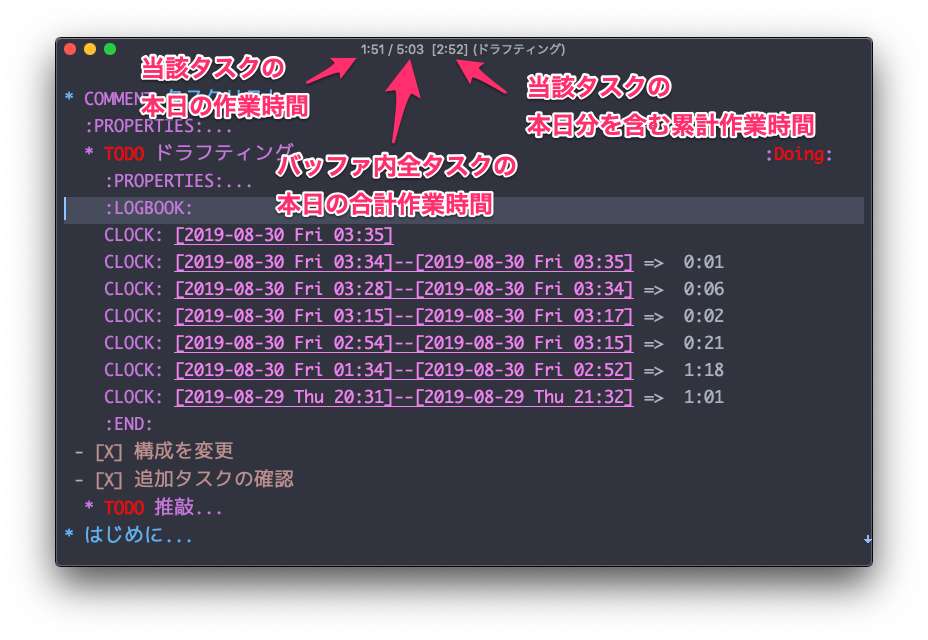 1:51 / 5:03 [2:52] (ドラフティング)
当該タスクの
本日の作業時間
当該タスクの
本日分を含む累計作業時間
バッファ内全タスクの
本日の合計作業時間
* COMMENT タスクリスト
:PROPERTIES:...
* TODO ドラフティング :Doing:
:PROPERTIES:...
:LOGBOOK:
CLOCK: [2019-08-30 Fri 03:35]
CLOCK: [2019-08-30 Fri 03:34]--[2019-08-30 Fri 03:35] => 0:01
CLOCK: [2019-08-30 Fri 03:28]--[2019-08-30 Fri 03:34] => 0:06
CLOCK: [2019-08-30 Fri 03:15]--[2019-08-30 Fri 03:17] => 0:02
CLOCK: [2019-08-30 Fri 02:54]--[2019-08-30 Fri 03:15] => 0:21
CLOCK: [2019-08-30 Fri 01:34]--[2019-08-30 Fri 02:52] => 1:18
CLOCK: [2019-08-29 Thu 20:31]--[2019-08-29 Thu 21:32] => 1:01
:END:
- [X] 構成を変更
- [X] 追加タスクの確認
* TODO 推敲...
* はじめに...